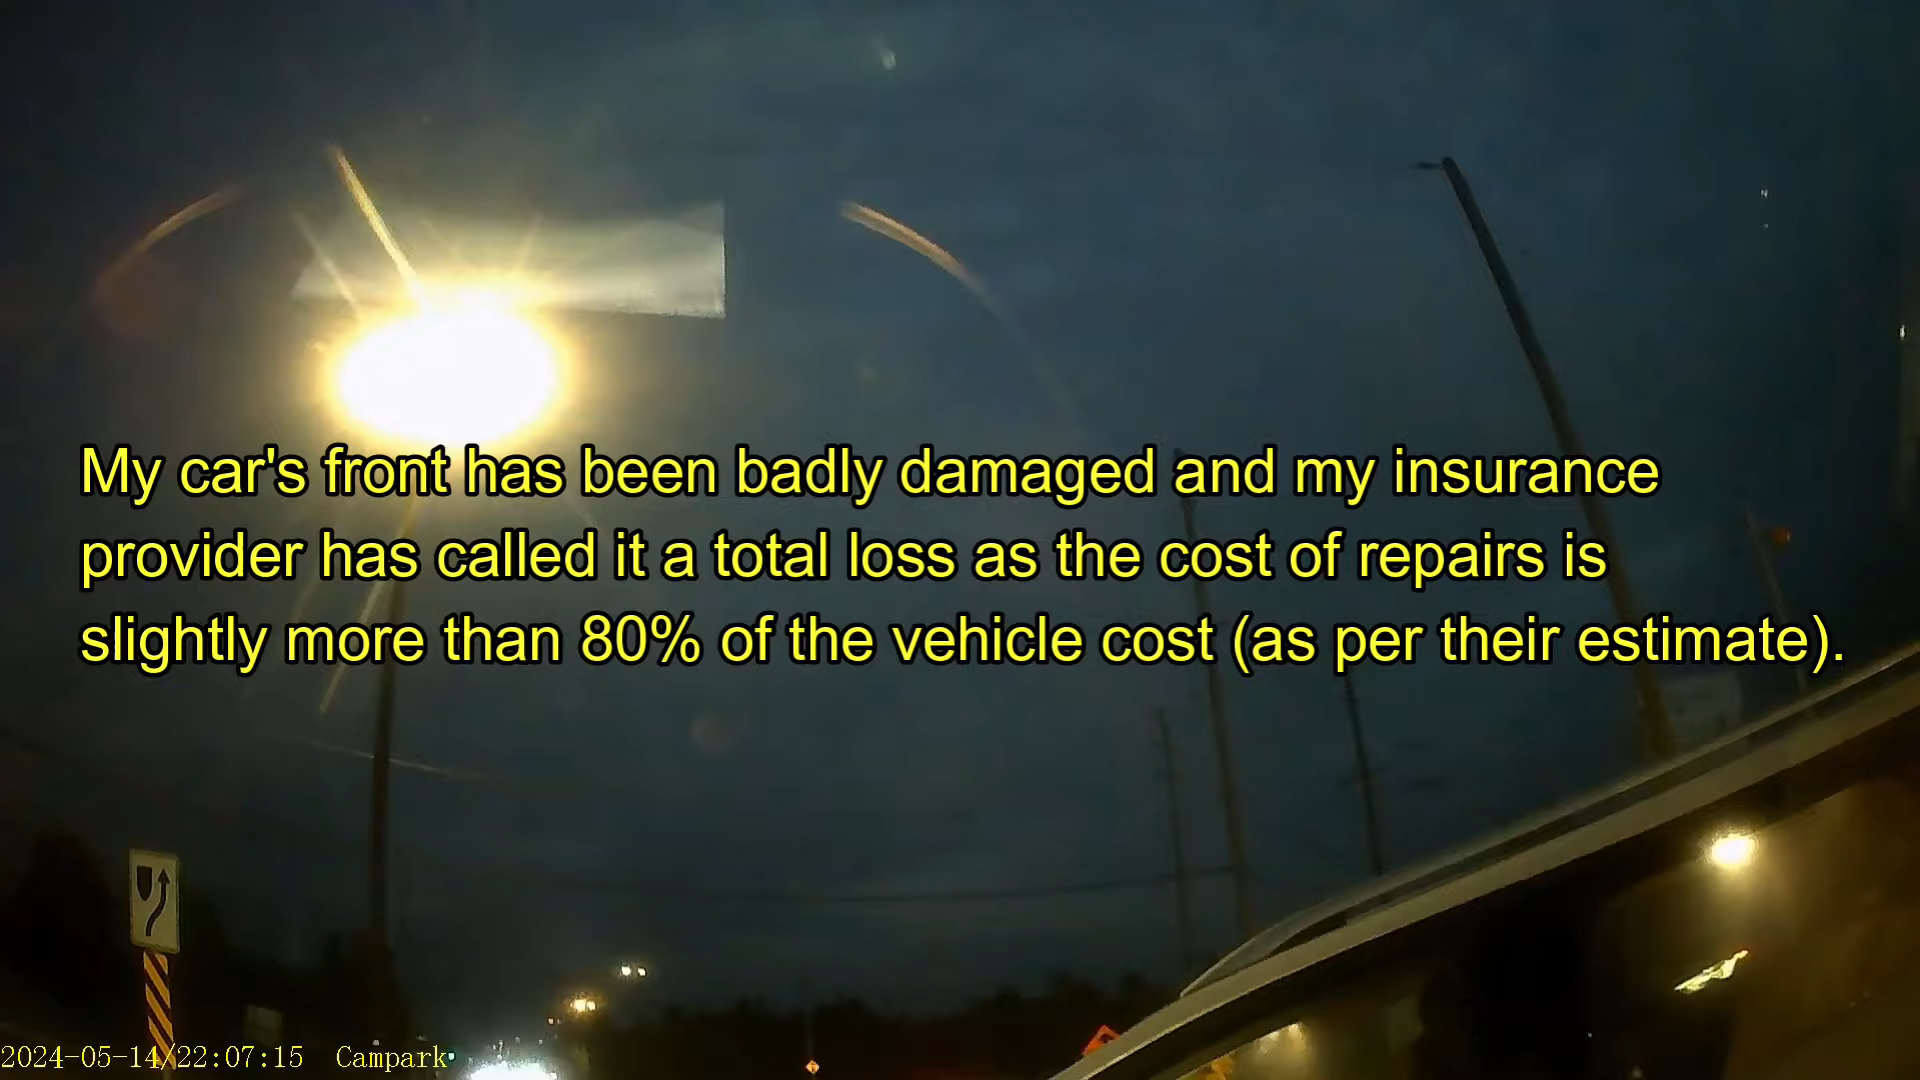 My car's front has been badly damaged and my insurance
provider has called it a total loss as the cost of repairs is
slightly more than 80% of the vehicle cost (as per their estimate).
2024-05-14/22:07:15 Campark